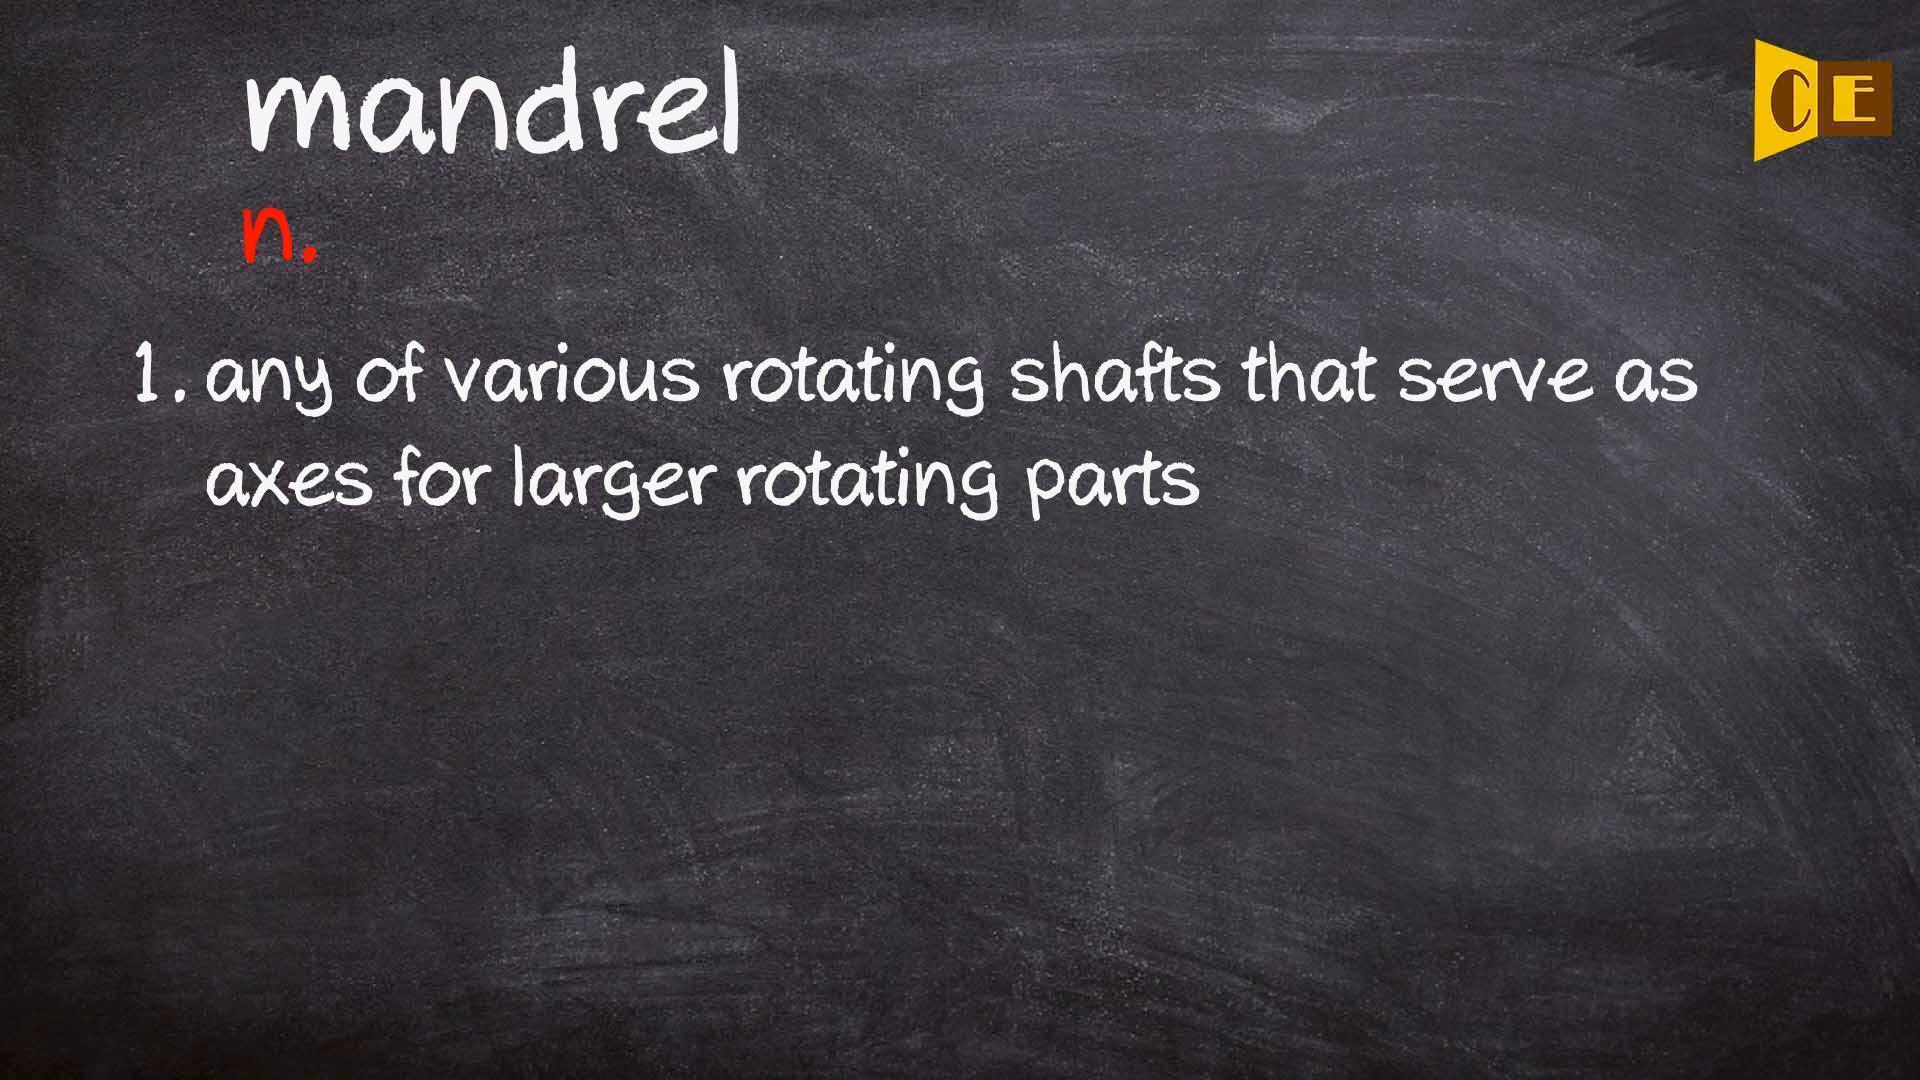 mandrel
CE
n.
1. any of various rotating shafts that serve as
axes for larger rotating parts